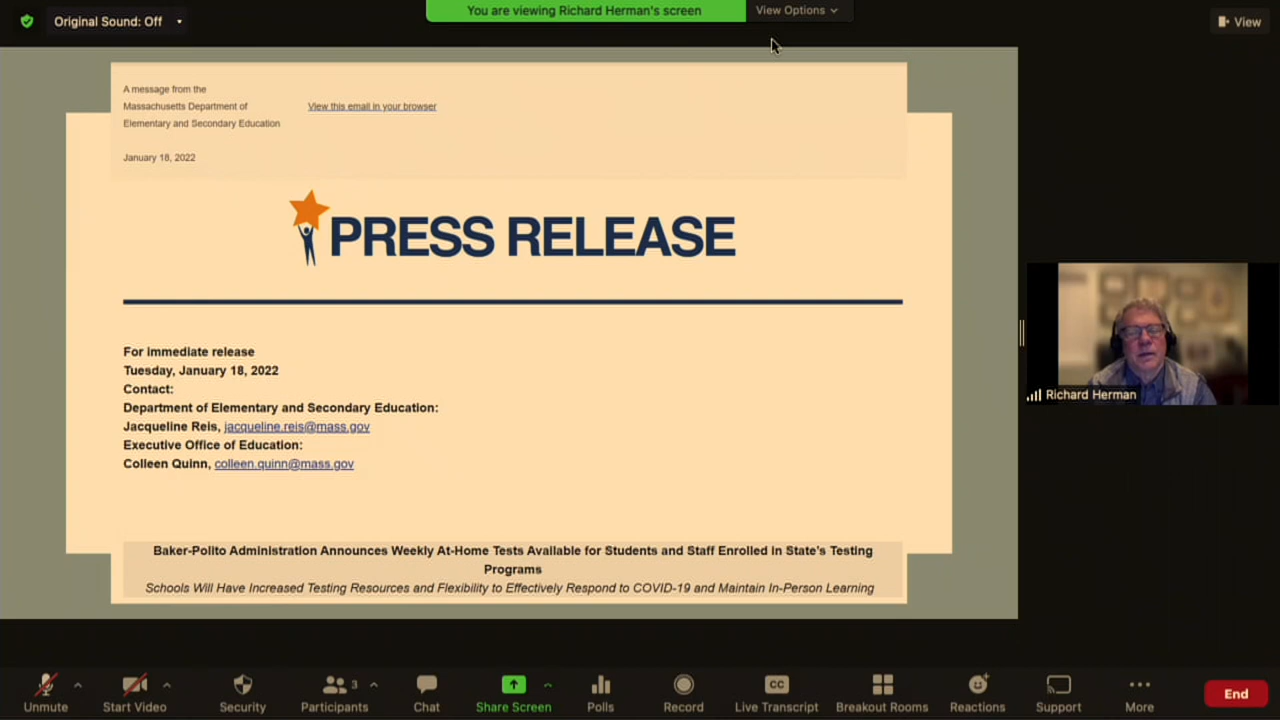 Original Sound: Off
You are viewing Richard Herman's screen
View Options
View
A message from the
Massachusetts Department of
Elementary and Secondary Education
View this email in your browser
January 18, 2022
PRESS RELEASE
For immediate release
Tuesday, January 18, 2022
Contact:
Department of Elementary and Secondary Education:
Jacqueline Reis, jacqueline.reis@mass.gov
Executive Office of Education:
Colleen Quinn, colleen.quinn@mass.gov
Baker-Polito Administration Announces Weekly At-Home Tests Available for Students and Staff Enrolled in State's Testing
Programs
Schools Will Have Increased Testing Resources and Flexibility to Effectively Respond to COVID-19 and Maintain In-Person Learning
Richard Herman
Unmute
Start Video
Security
3
Participants
Chat
Share Screen
Polls
Record
CC
Live Transcript
Breakout Rooms
Reactions
Support
More
End